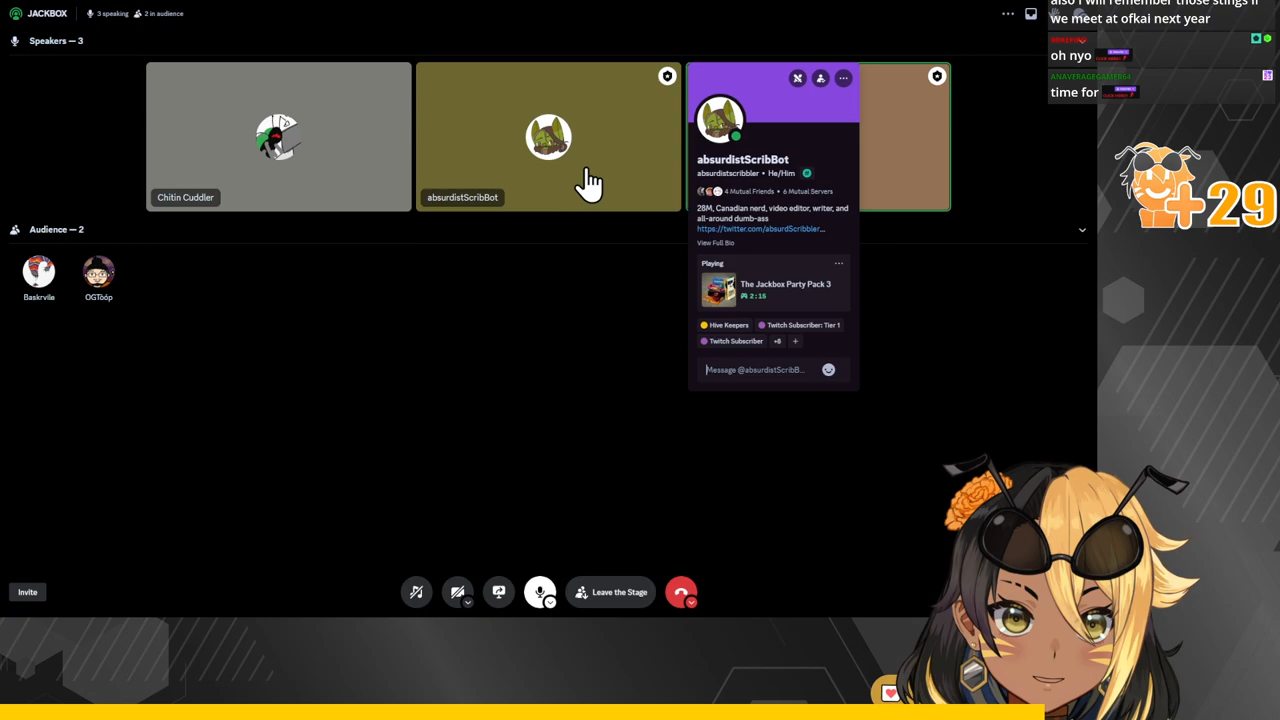 JACKBOX
3 speaking
2 in audience
Speakers — 3
also I will remember those stings if
we meet at ofkai next year
oh nyo
ANAVERAGEGAMER64
time for
+29
Chitin Cuddler
absurdistScribBot
absurdistScribBot
absurdistscribbler • He/Him
4 Mutual Friends • 6 Mutual Servers
28M, Canadian nerd, video editor, writer, and
all-around dumb-ass
https://twitter.com/absurdScribbler...
View Full Bio
Playing
The Jackbox Party Pack 3
2:15
Hive Keepers
Twitch Subscriber: Tier 1
Twitch Subscriber
+8
+
Message @absurdistScribB...
Audience — 2
Baskrvile
OGTòóp
Invite
Leave the Stage